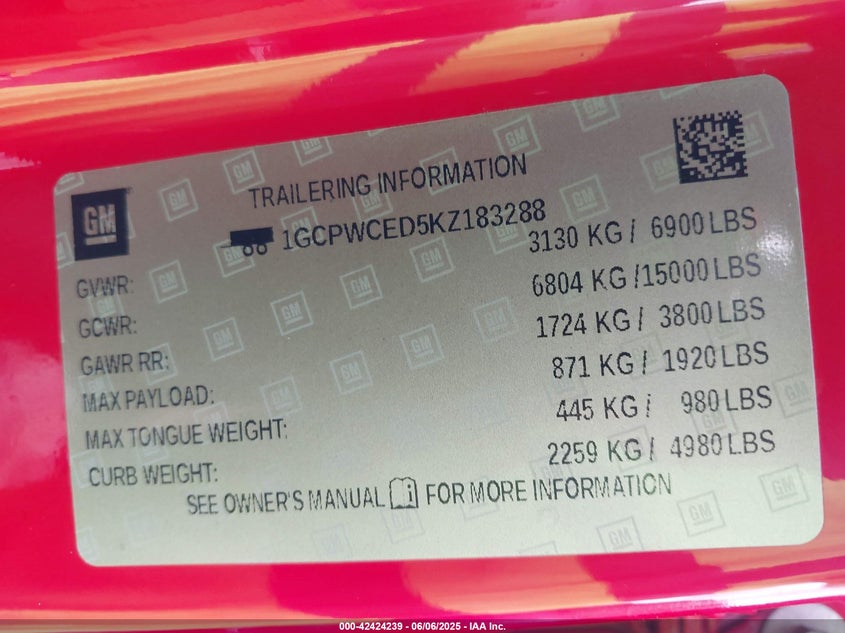 GM
TRAILERING INFORMATION
1GCPWCED5KZ183288
GVWR: 3130 KG / 6900 LBS
GCWR: 6804 KG / 15000 LBS
GAWR RR: 1724 KG / 3800 LBS
MAX PAYLOAD: 871 KG / 1920 LBS
MAX TONGUE WEIGHT: 445 KG / 980 LBS
CURB WEIGHT: 2259 KG / 4980 LBS
SEE OWNER'S MANUAL i FOR MORE INFORMATION
000-42424239 - 06/06/2025 - IAA Inc.